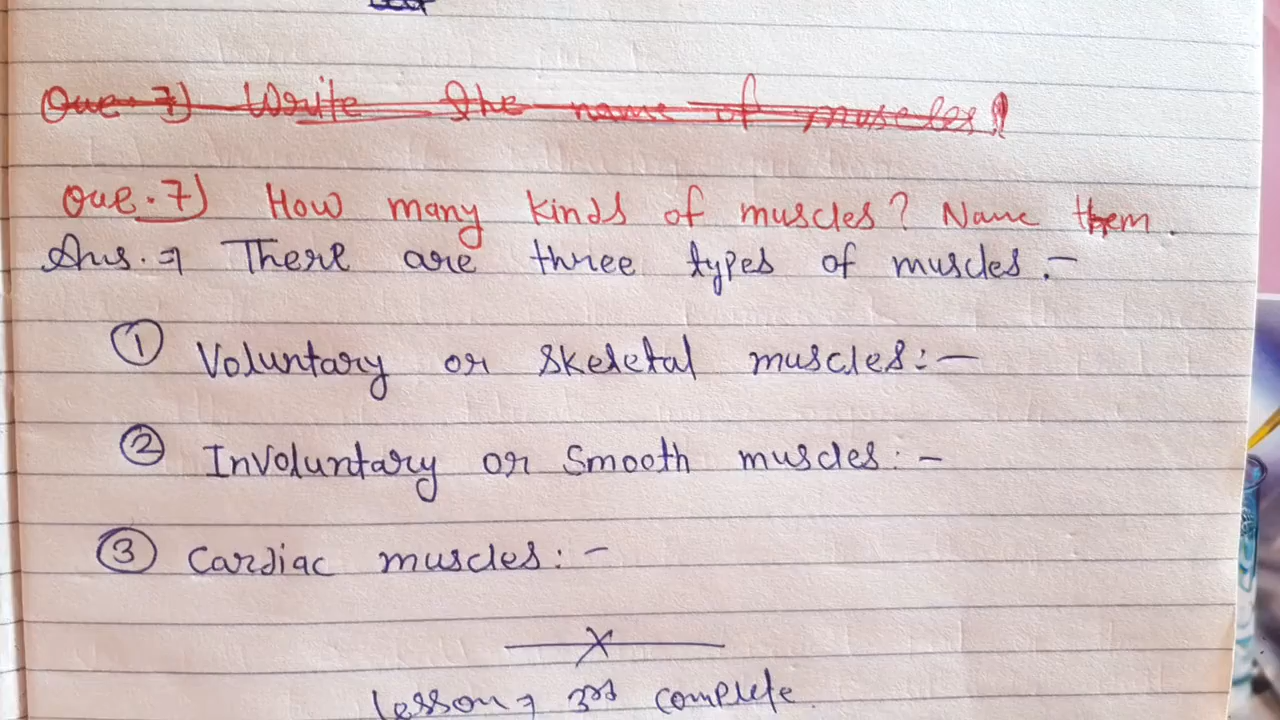 Que. 7) Write the name of muscles?
Que. 7) How many kinds of muscles? Name them.
Ans. ⇒ There are three types of muscles :-
① Voluntary or skeletal muscles :-
② Involuntary or smooth muscles :-
③ Cardiac muscles :-
lesson ⇒ 3rd complete.